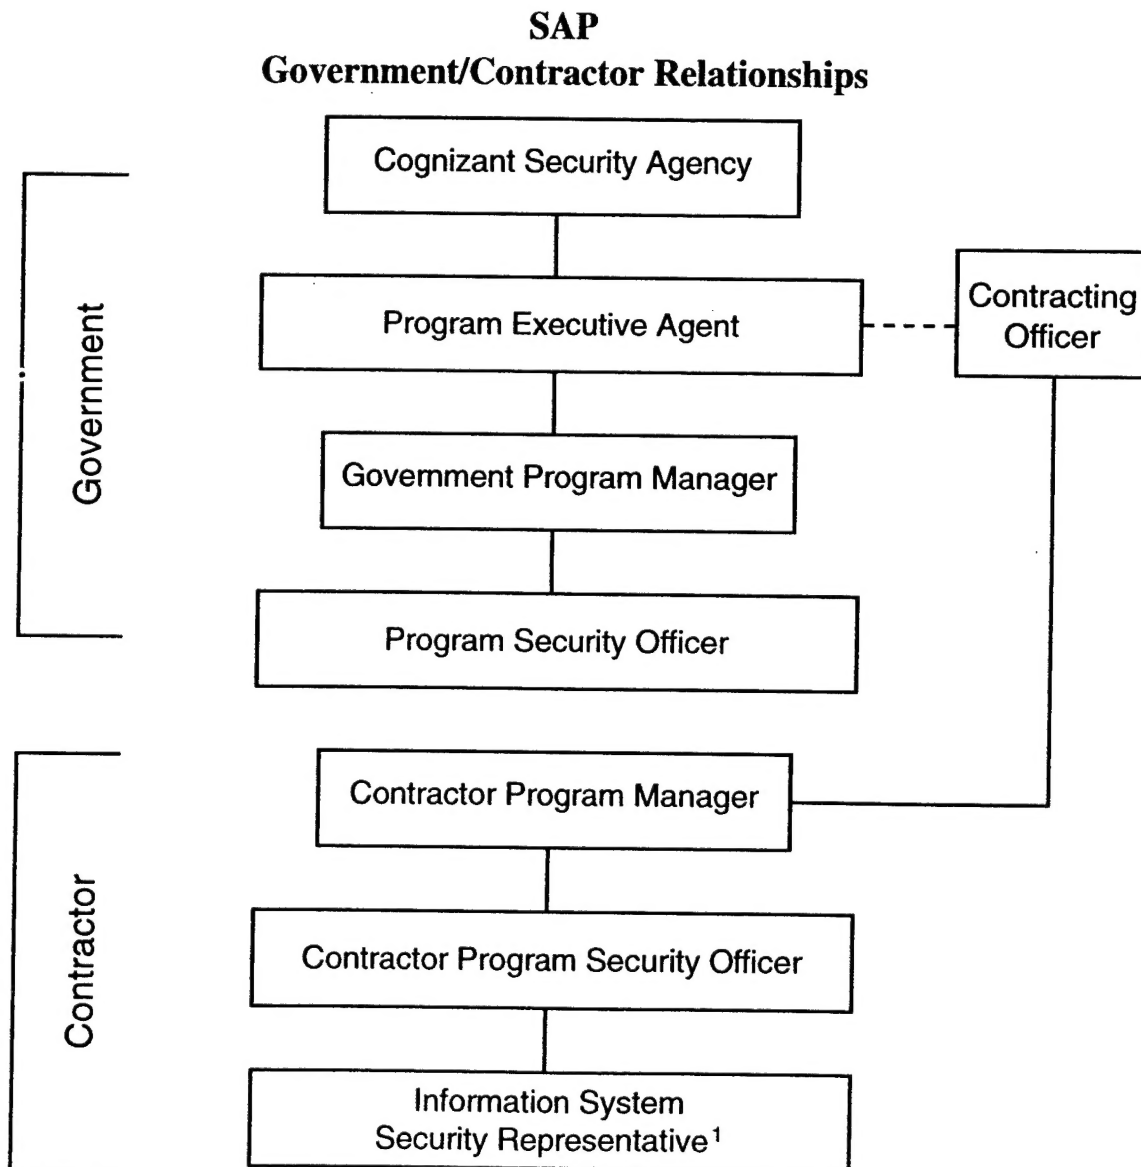 SAP
Government/Contractor Relationships
Cognizant Security Agency
Program Executive Agent
Contracting
Officer
Government
Government Program Manager
Program Security Officer
Contractor Program Manager
Contractor
Contractor Program Security Officer
Information System
Security Representative¹